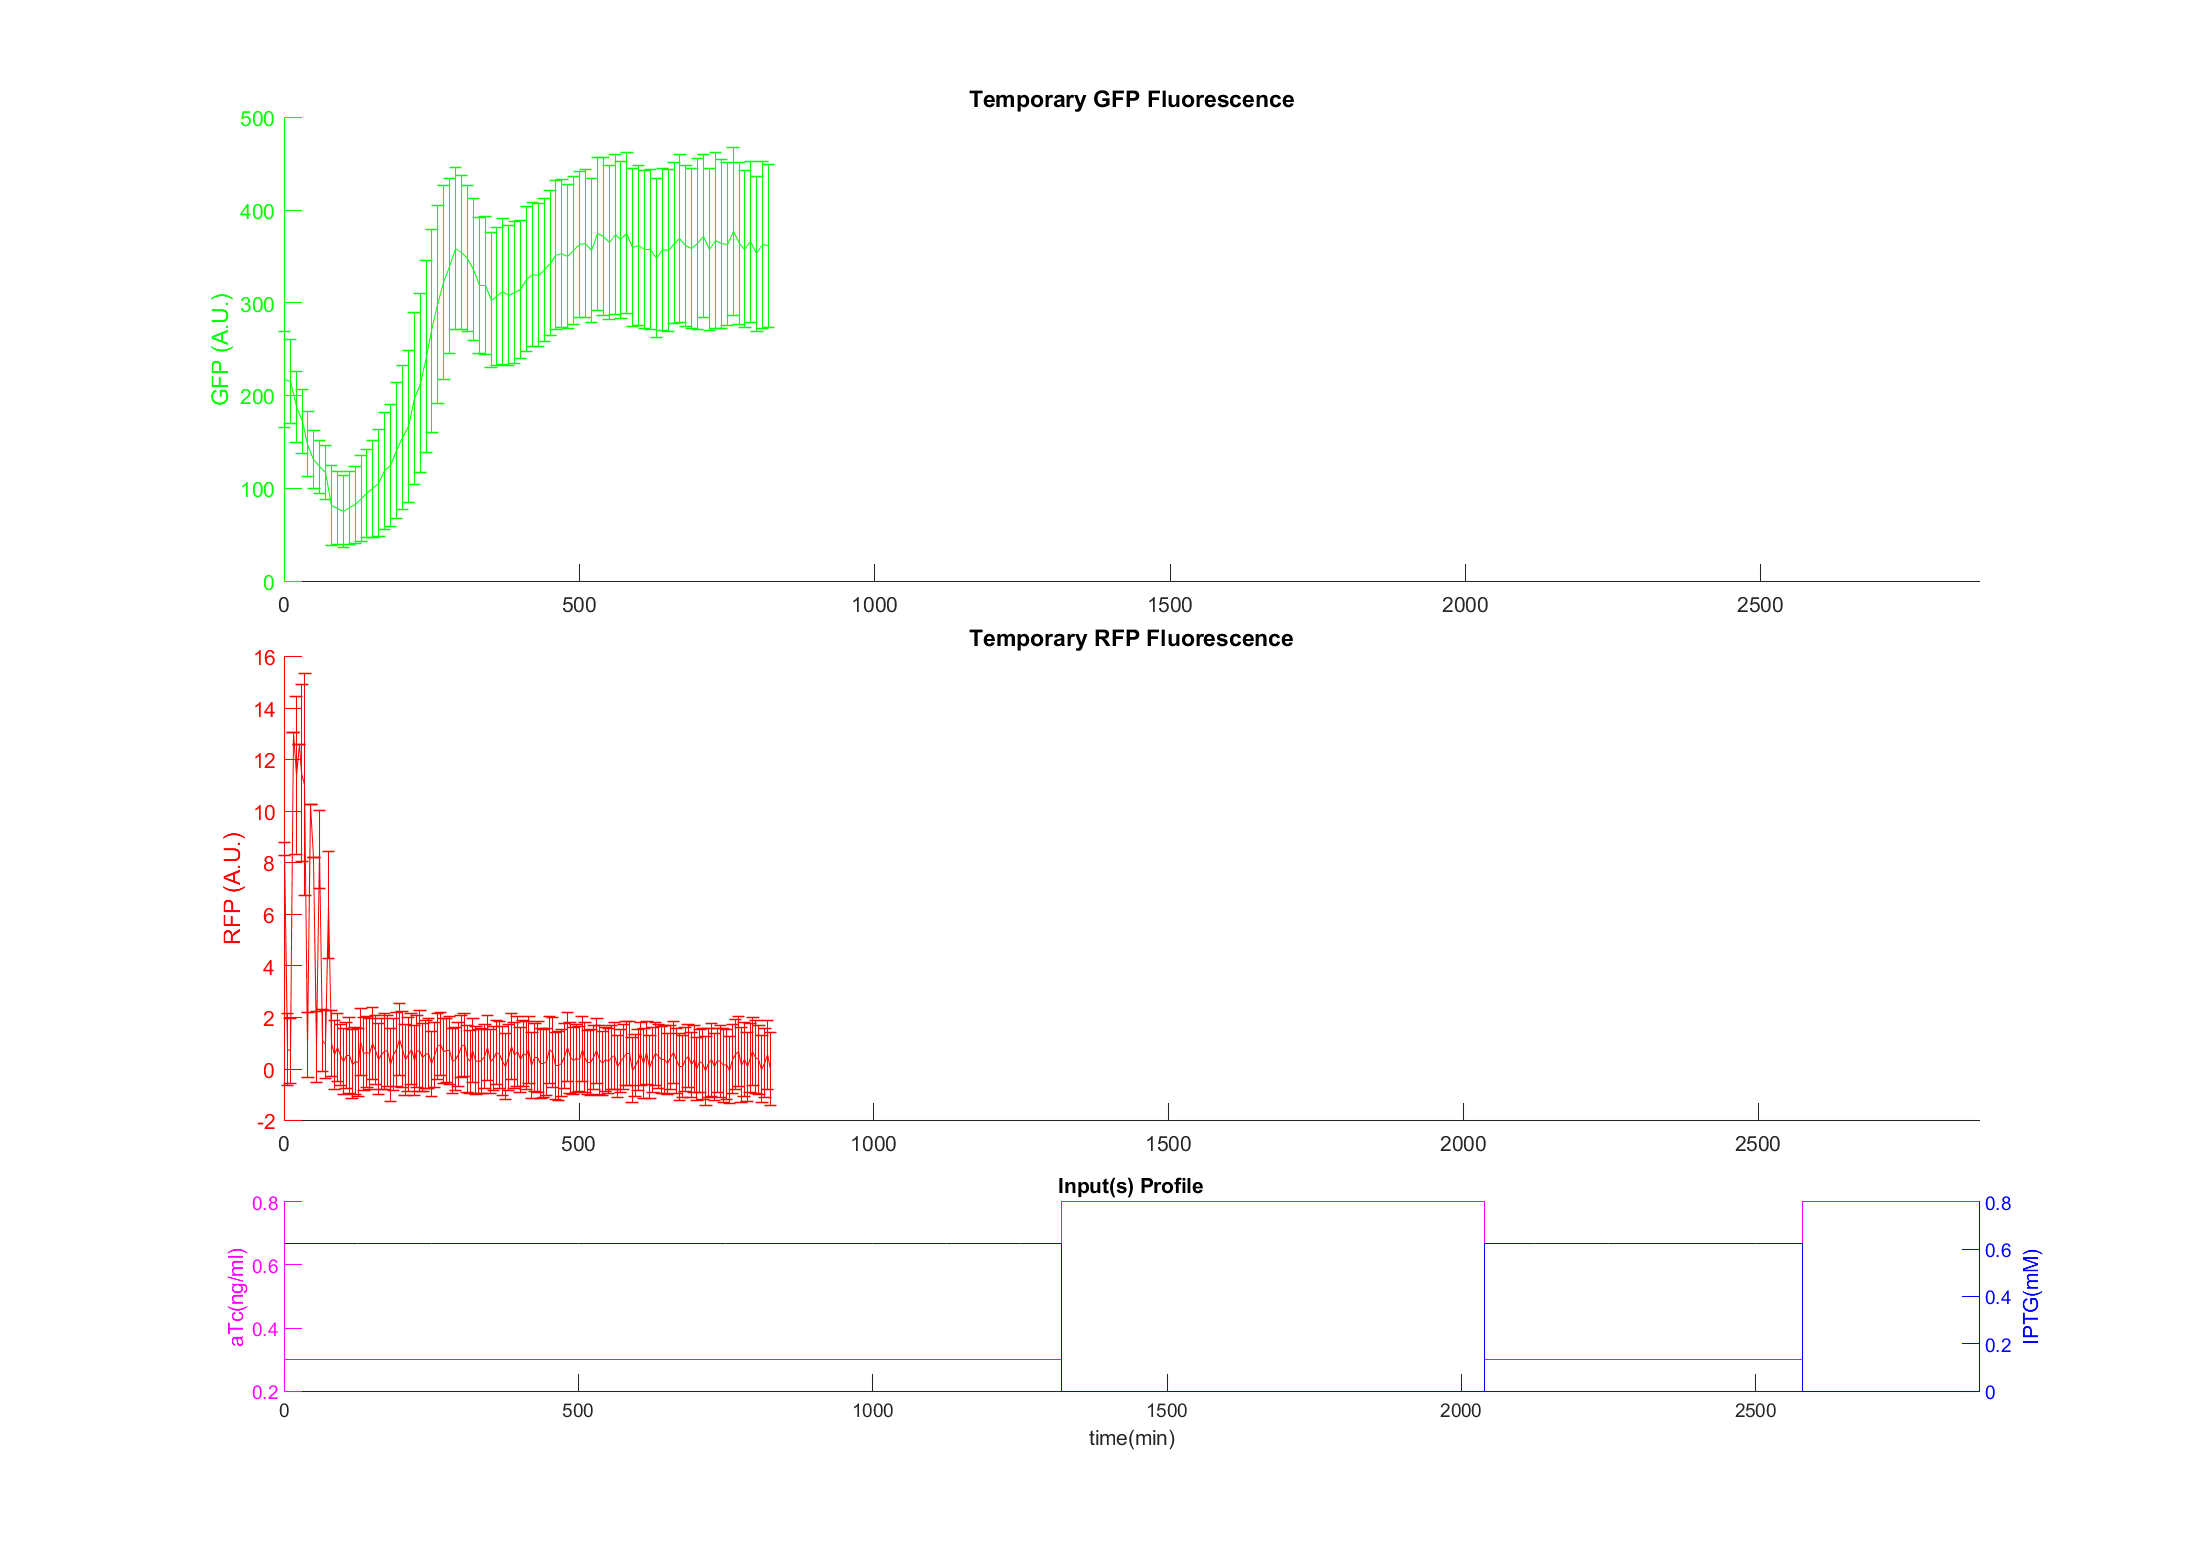 Temporary GFP Fluorescence
500
400
300
200
100
0
GFP (A.U.)
0 500 1000 1500 2000 2500
Temporary RFP Fluorescence
16
14
12
10
8
6
4
2
0
-2
RFP (A.U.)
0 500 1000 1500 2000 2500
Input(s) Profile
0.8
0.6
0.4
0.2
aTc(ng/ml)
0.8
0.6
0.4
0.2
0
IPTG(mM)
0 500 1000 1500 2000 2500
time(min)